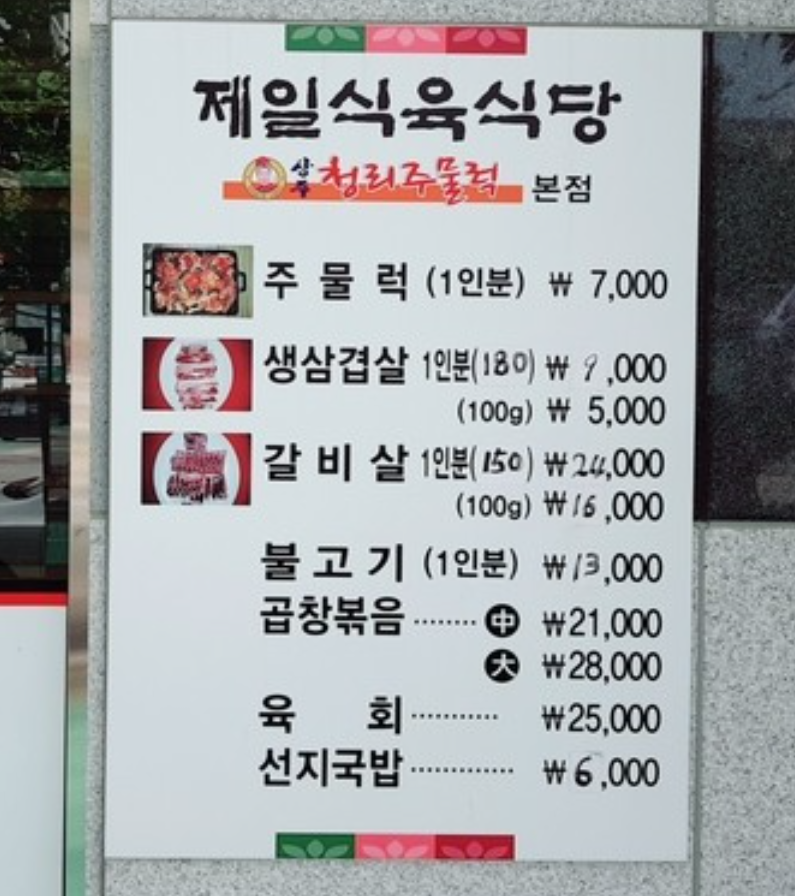 제일식육식당
상주 청리주물럭 본점
주물럭 (1인분) ₩ 7,000
생삼겹살 1인분(180) ₩ 9,000
(100g) ₩ 5,000
갈비살 1인분(150) ₩24,000
(100g) ₩16,000
불고기 (1인분) ₩13,000
곱창볶음 ········ 中 ₩21,000
大 ₩28,000
육회 ·········· ₩25,000
선지국밥 ············ ₩6,000